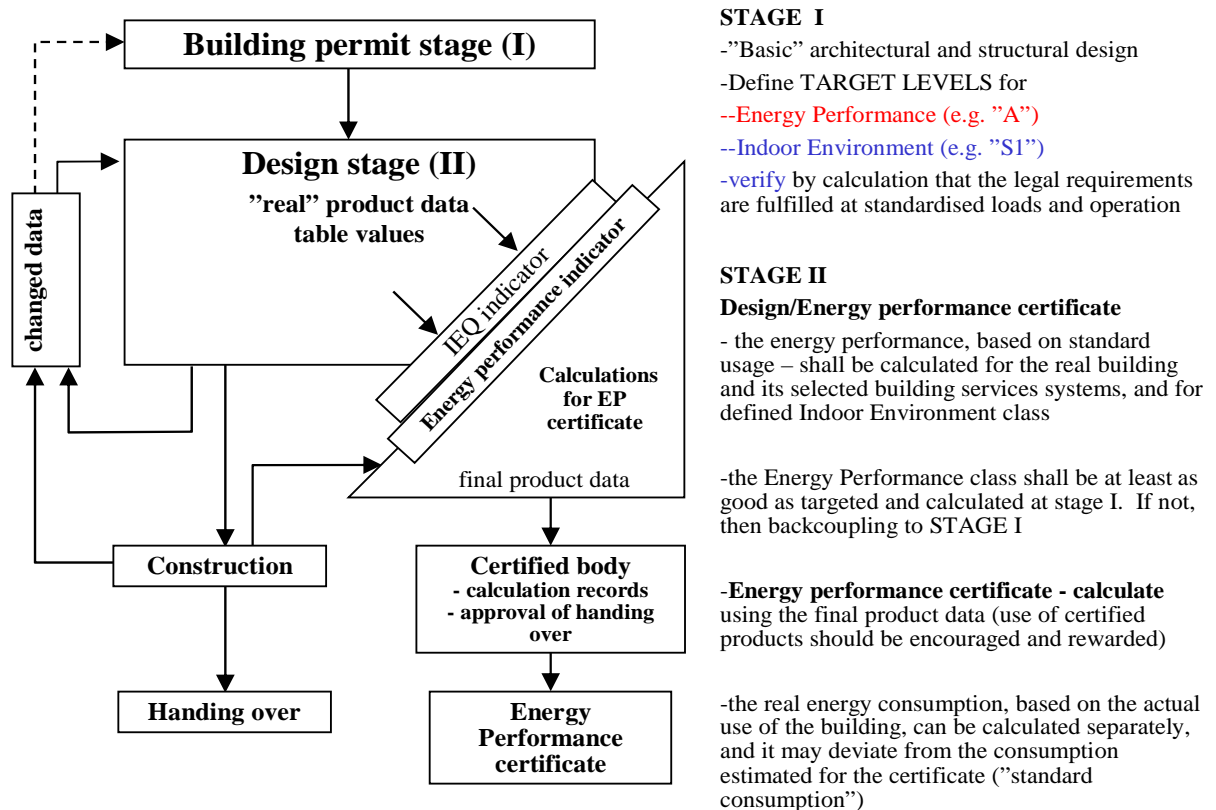 Building permit stage (I)
Design stage (II)
”real” product data
table values
changed data
IEQ indicator
Energy performance indicator
Calculations
for EP
certificate
final product data
Construction
Certified body
- calculation records
- approval of handing
over
Handing over
Energy
Performance
certificate
STAGE I
-”Basic” architectural and structural design
-Define TARGET LEVELS for
--Energy Performance (e.g. ”A”)
--Indoor Environment (e.g. ”S1”)
-verify by calculation that the legal requirements
are fulfilled at standardised loads and operation
STAGE II
Design/Energy performance certificate
- the energy performance, based on standard
usage – shall be calculated for the real building
and its selected building services systems, and for
defined Indoor Environment class
-the Energy Performance class shall be at least as
good as targeted and calculated at stage I. If not,
then backcoupling to STAGE I
-Energy performance certificate - calculate
using the final product data (use of certified
products should be encouraged and rewarded)
-the real energy consumption, based on the actual
use of the building, can be calculated separately,
and it may deviate from the consumption
estimated for the certificate (”standard
consumption”)